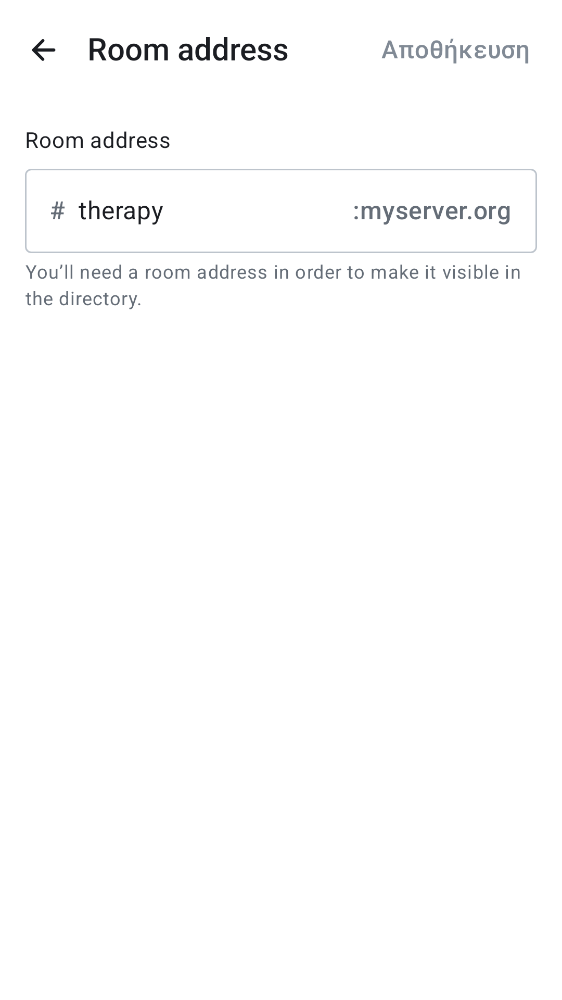 Room address Αποθήκευση
Room address
# therapy :myserver.org
You’ll need a room address in order to make it visible in
the directory.